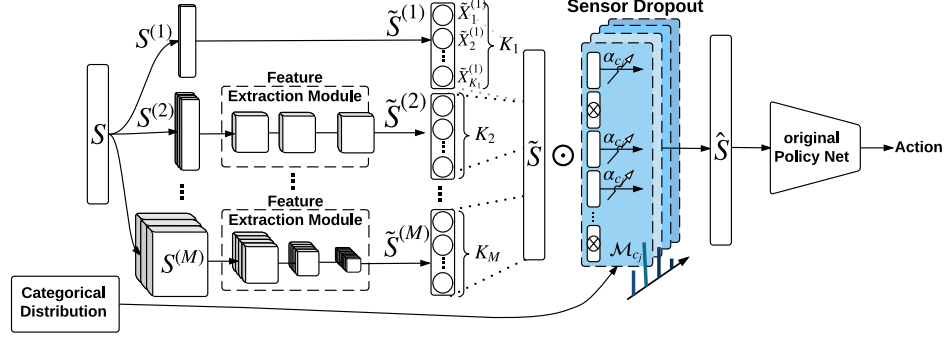 Sensor Dropout
S
S^{(1)}
S^{(2)}
S^{(M)}
Feature
Extraction Module
Feature
Extraction Module
S̃^{(1)}
S̃^{(2)}
S̃^{(M)}
X̃_1^{(1)}
X̃_2^{(1)}
X̃_{K_1}^{(1)}
K_1
K_2
K_M
S̃
α_{c_j}
α_{c_j}
α_{c_j}
ℳ_{c_j}
Ŝ
original
Policy Net
Action
Categorical
Distribution